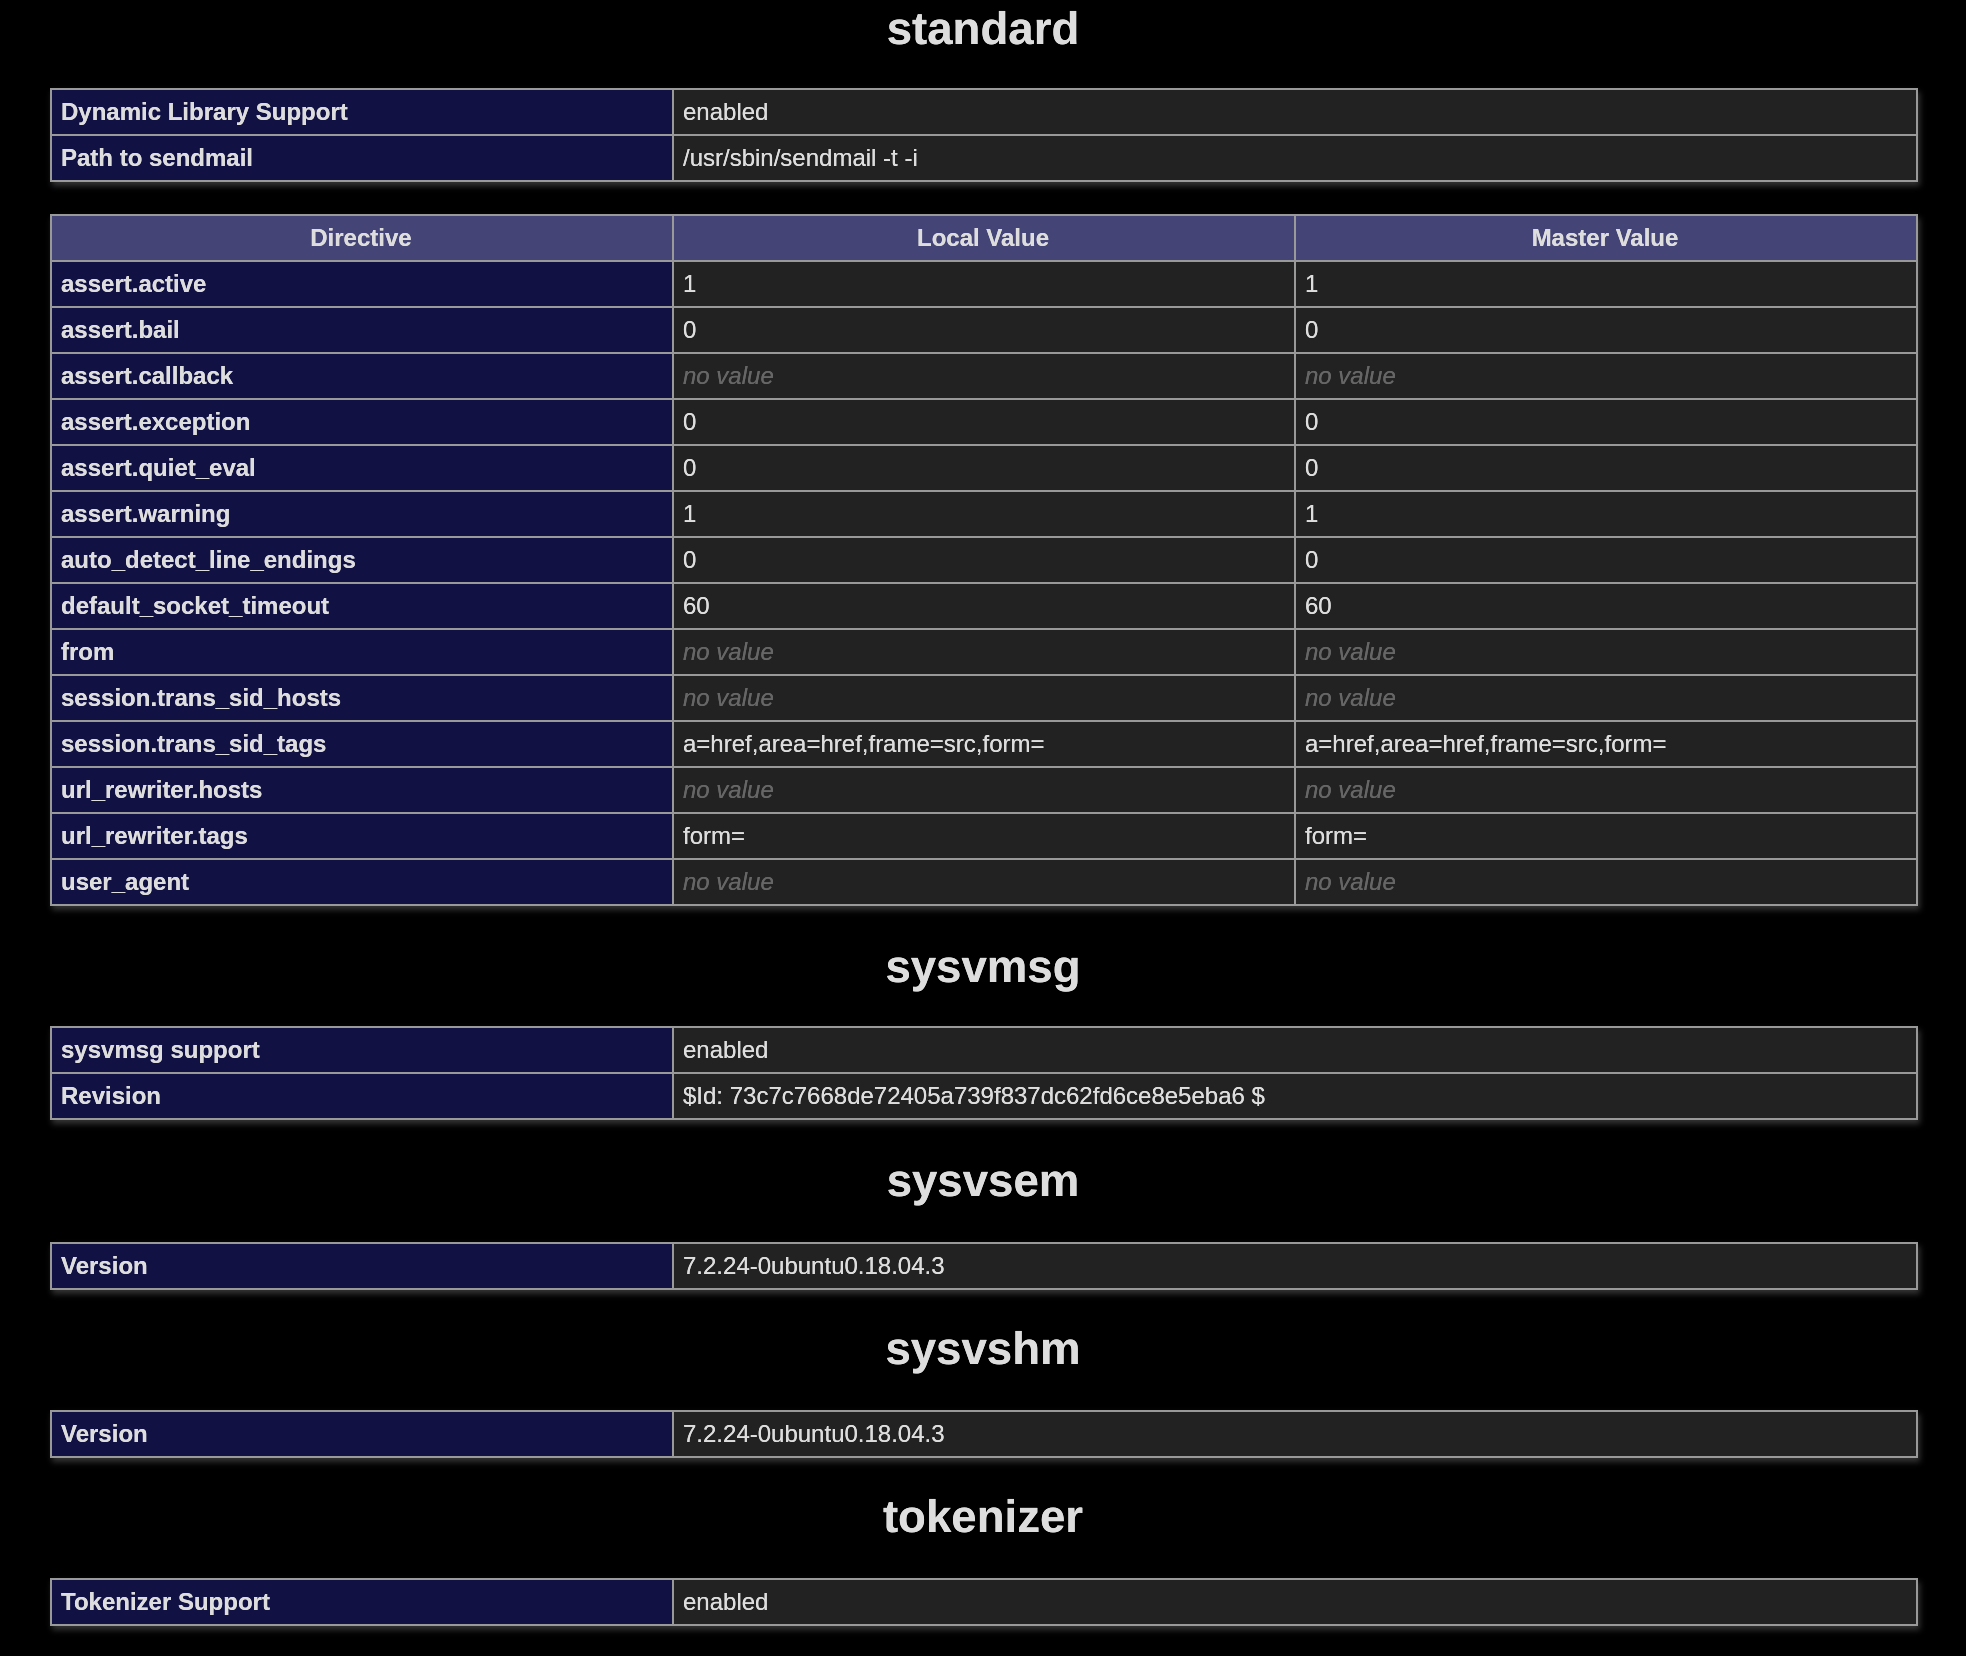 standard
Dynamic Library Support enabled
Path to sendmail /usr/sbin/sendmail -t -i
Directive Local Value Master Value
assert.active 1 1
assert.bail 0 0
assert.callback no value no value
assert.exception 0 0
assert.quiet_eval 0 0
assert.warning 1 1
auto_detect_line_endings 0 0
default_socket_timeout 60 60
from no value no value
session.trans_sid_hosts no value no value
session.trans_sid_tags a=href,area=href,frame=src,form= a=href,area=href,frame=src,form=
url_rewriter.hosts no value no value
url_rewriter.tags form= form=
user_agent no value no value
sysvmsg
sysvmsg support enabled
Revision $Id: 73c7c7668de72405a739f837dc62fd6ce8e5eba6 $
sysvsem
Version 7.2.24-0ubuntu0.18.04.3
sysvshm
Version 7.2.24-0ubuntu0.18.04.3
tokenizer
Tokenizer Support enabled